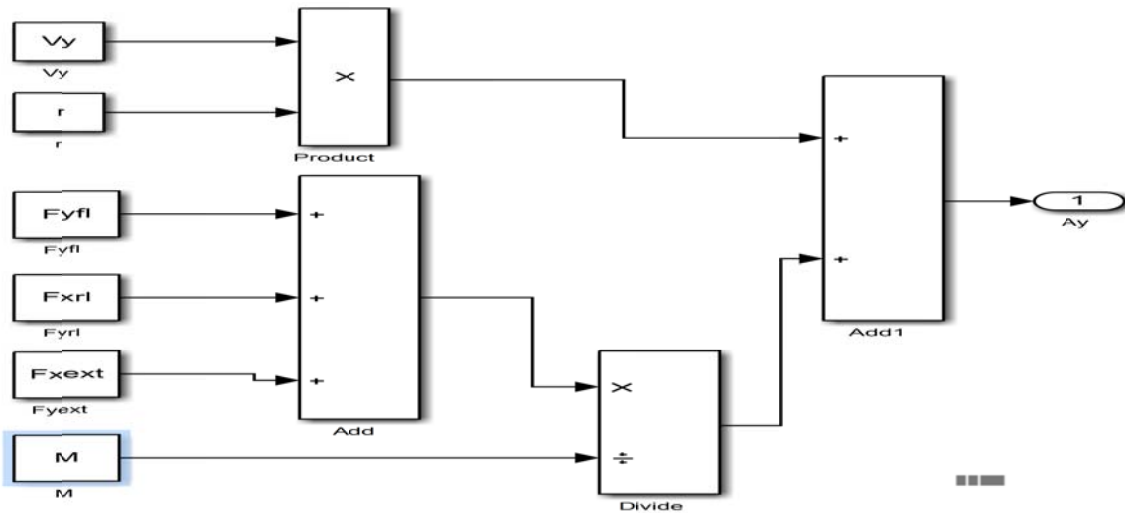 Vy
Vy
r
r
×
Product
Fyfl
Fyfl
Fxrl
Fyrl
Fxext
Fyext
M
M
+
+
+
Add
×
÷
Divide
+
+
Add1
1
Ay